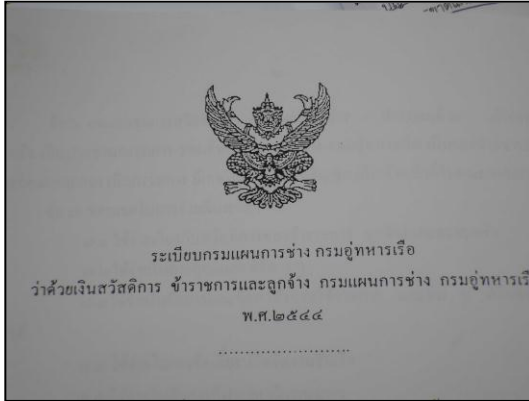 ระเบียบกรมแผนการช่าง กรมอู่ทหารเรือ
ว่าด้วยเงินสวัสดิการ ข้าราชการและลูกจ้าง กรมแผนการช่าง กรมอู่ทหารเรือ
พ.ศ.๒๕๔๔
........................